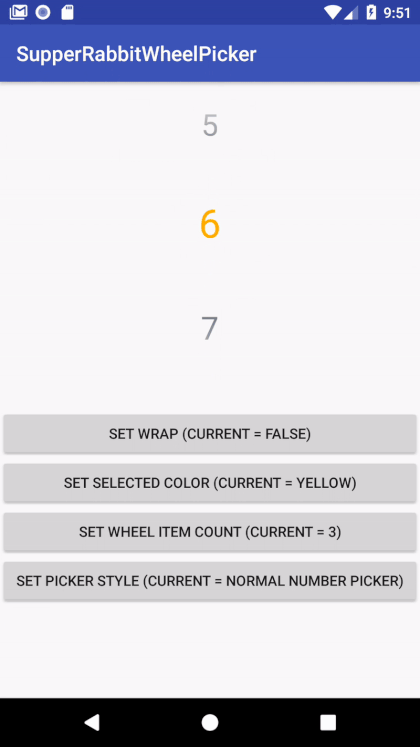 9:51
SupperRabbitWheelPicker
5
6
7
SET WRAP (CURRENT = FALSE)
SET SELECTED COLOR (CURRENT = YELLOW)
SET WHEEL ITEM COUNT (CURRENT = 3)
SET PICKER STYLE (CURRENT = NORMAL NUMBER PICKER)